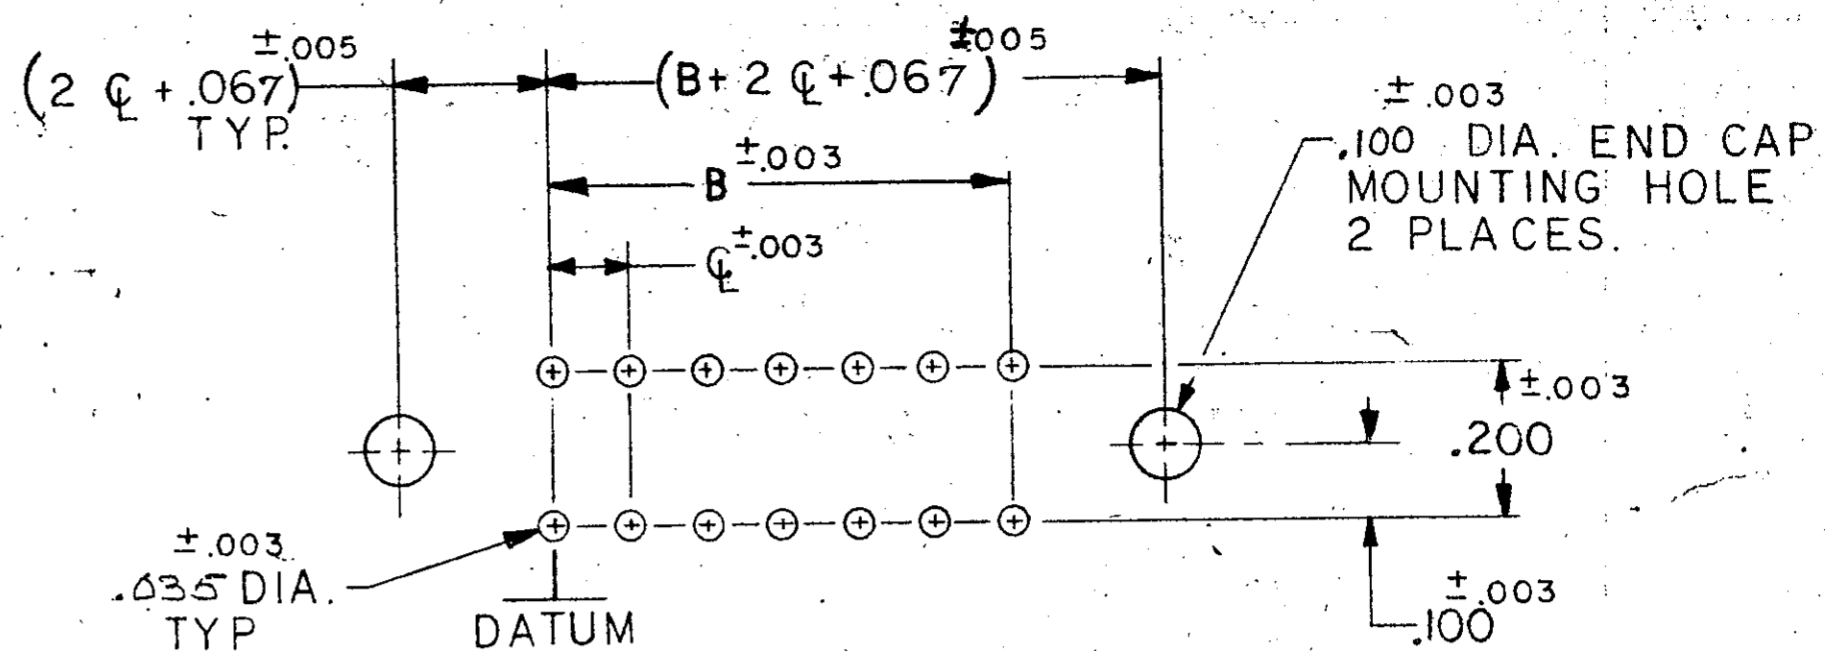 ±.005
(2 ℄ + .067)
TYP.
±.005
(B+ 2 ℄ +.067)
±.003
B
±.003
℄
±.003
.100 DIA. END CAP
MOUNTING HOLE
2 PLACES.
±.003
.200
±.003
.100
±.003
.035 DIA.
TYP
DATUM